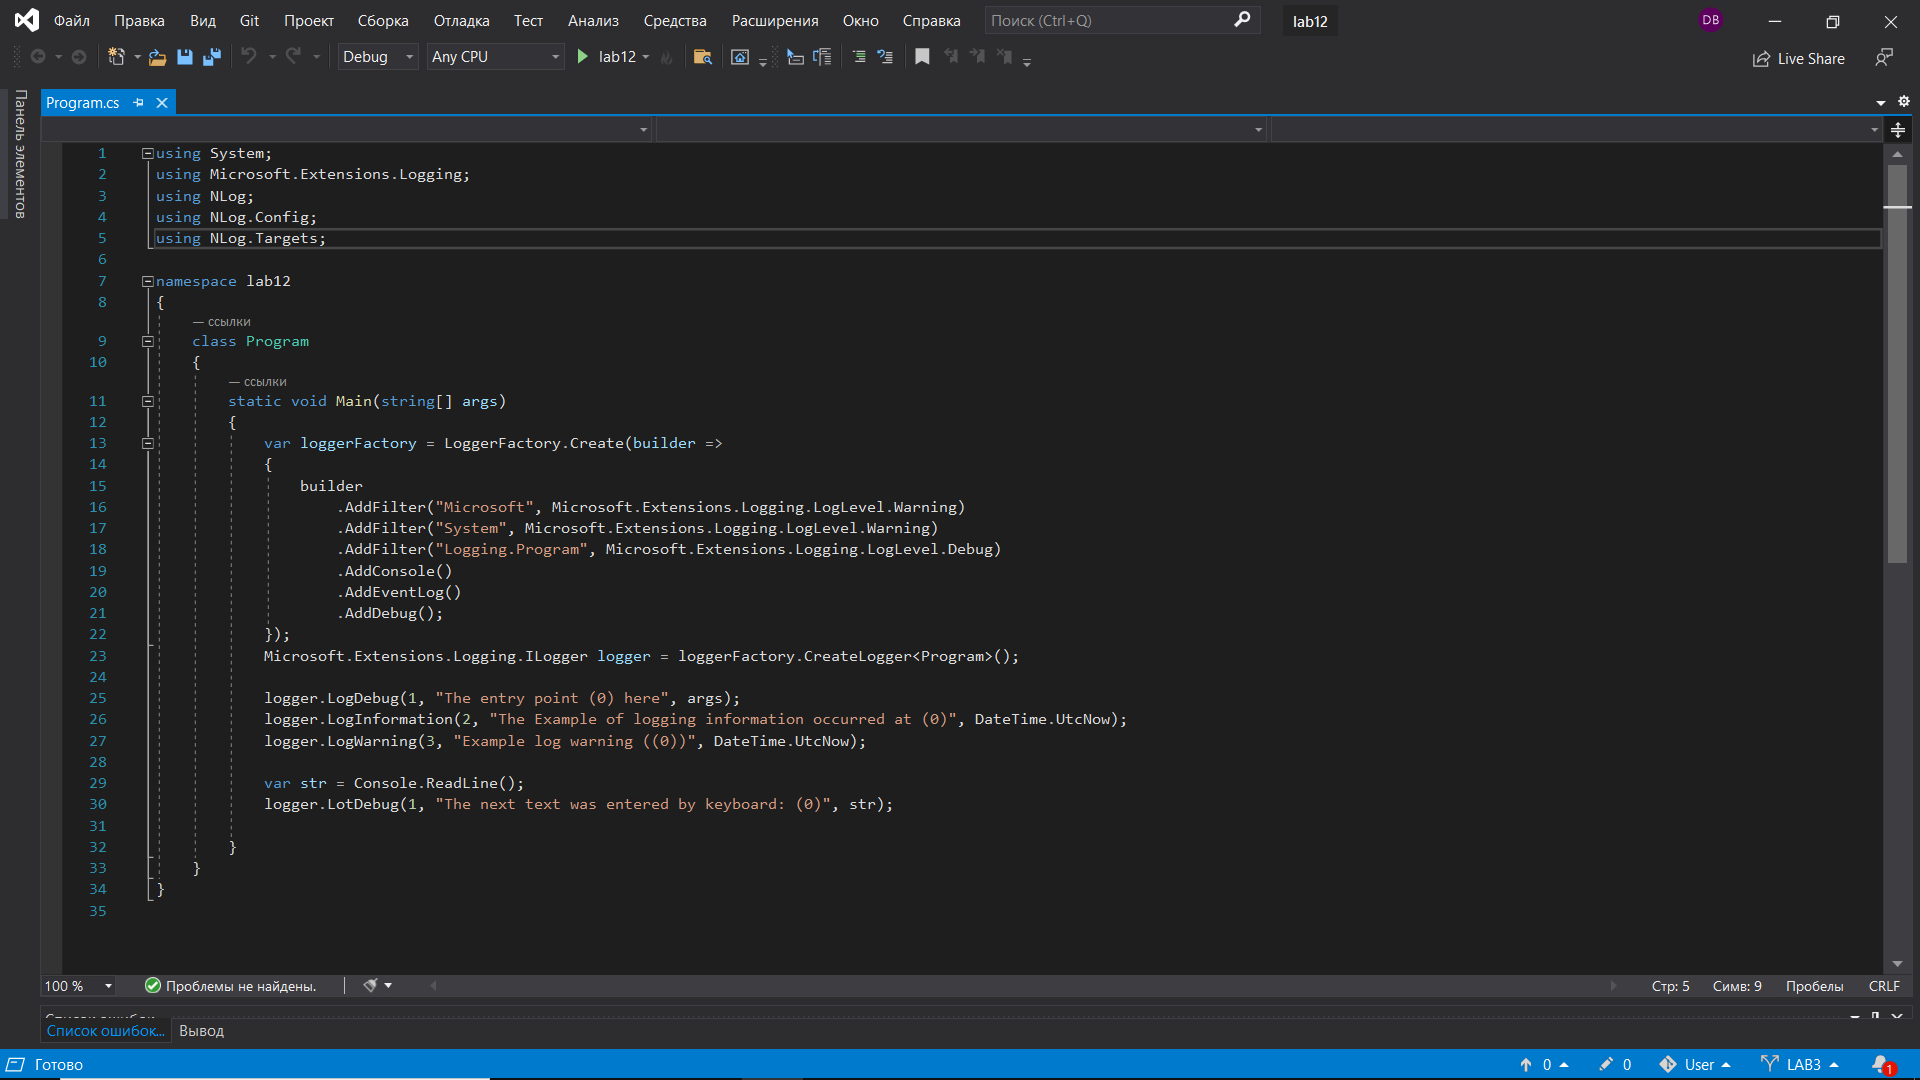 Файл Правка Вид Git Проект Сборка Отладка Тест Анализ Средства Расширения Окно Справка Поиск (Ctrl+Q) lab12 DB
Debug Any CPU lab12 Live Share
Панель элементов
Program.cs
1 using System;
2 using Microsoft.Extensions.Logging;
3 using NLog;
4 using NLog.Config;
5 using NLog.Targets;
6
7 namespace lab12
8 {
— ссылки
9 class Program
10 {
— ссылки
11 static void Main(string[] args)
12 {
13 var loggerFactory = LoggerFactory.Create(builder =>
14 {
15 builder
16 .AddFilter("Microsoft", Microsoft.Extensions.Logging.LogLevel.Warning)
17 .AddFilter("System", Microsoft.Extensions.Logging.LogLevel.Warning)
18 .AddFilter("Logging.Program", Microsoft.Extensions.Logging.LogLevel.Debug)
19 .AddConsole()
20 .AddEventLog()
21 .AddDebug();
22 });
23 Microsoft.Extensions.Logging.ILogger logger = loggerFactory.CreateLogger<Program>();
24
25 logger.LogDebug(1, "The entry point (0) here", args);
26 logger.LogInformation(2, "The Example of logging information occurred at (0)", DateTime.UtcNow);
27 logger.LogWarning(3, "Example log warning ((0))", DateTime.UtcNow);
28
29 var str = Console.ReadLine();
30 logger.LotDebug(1, "The next text was entered by keyboard: (0)", str);
31
32 }
33 }
34 }
35
100 % Проблемы не найдены. Стр: 5 Симв: 9 Пробелы CRLF
Список ошибок... Вывод
Готово 0 0 User LAB3 1